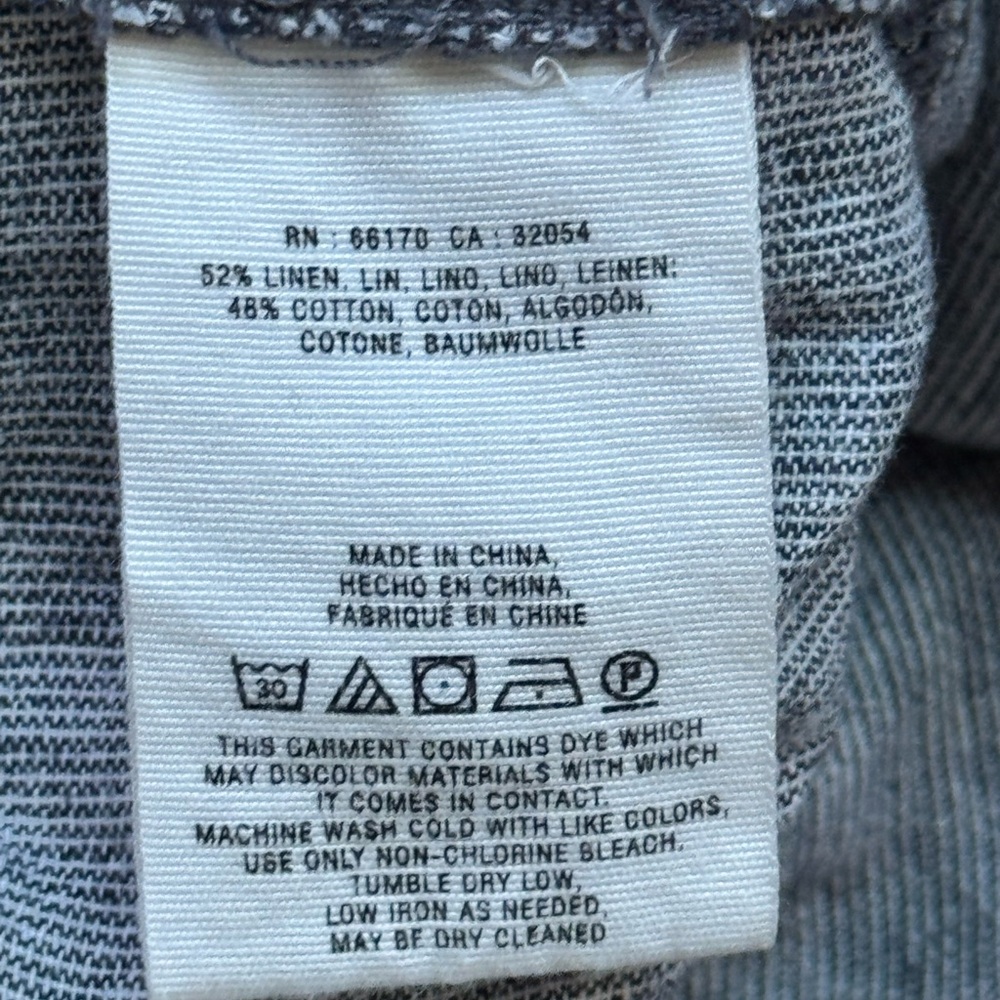 RN : 66170 CA : 32054
52% LINEN, LIN, LINO, LINO, LEINEN:
48% COTTON, COTON, ALGODÓN,
COTONE, BAUMWOLLE
MADE IN CHINA,
HECHO EN CHINA,
FABRIQUÉ EN CHINE
30 P
THIS GARMENT CONTAINS DYE WHICH
MAY DISCOLOR MATERIALS WITH WHICH
IT COMES IN CONTACT.
MACHINE WASH COLD WITH LIKE COLORS,
USE ONLY NON-CHLORINE BLEACH,
TUMBLE DRY LOW,
LOW IRON AS NEEDED,
MAY BE DRY CLEANED